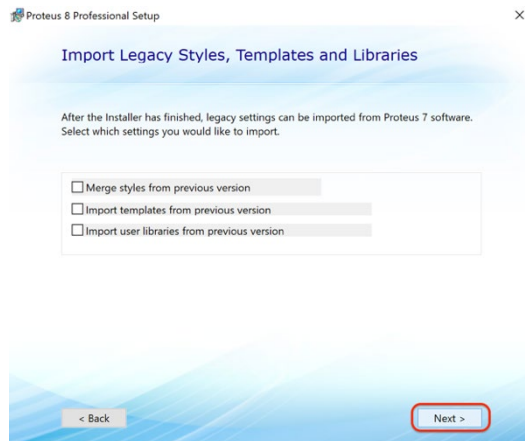 Proteus 8 Professional Setup
Import Legacy Styles, Templates and Libraries
After the Installer has finished, legacy settings can be imported from Proteus 7 software.
Select which settings you would like to import.
Merge styles from previous version
Import templates from previous version
Import user libraries from previous version
< Back
Next >